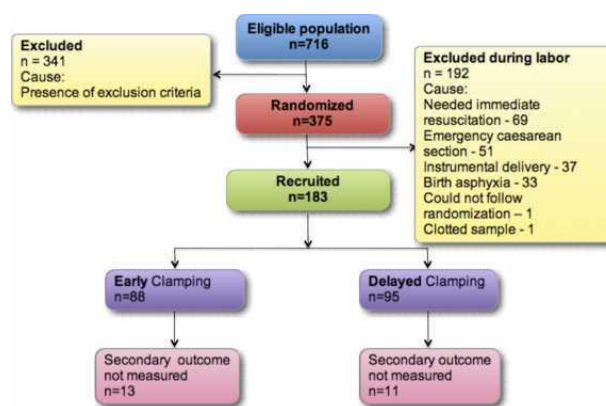 Eligible population
n=716
Excluded
n = 341
Cause:
Presence of exclusion criteria
Excluded during labor
n = 192
Cause:
Needed immediate
resuscitation - 69
Emergency caesarean
section - 51
Instrumental delivery - 37
Birth asphyxia - 33
Could not follow
randomization – 1
Clotted sample - 1
Randomized
n=375
Recruited
n=183
Early Clamping
n=88
Delayed Clamping
n=95
Secondary outcome
not measured
n=13
Secondary outcome
not measured
n=11